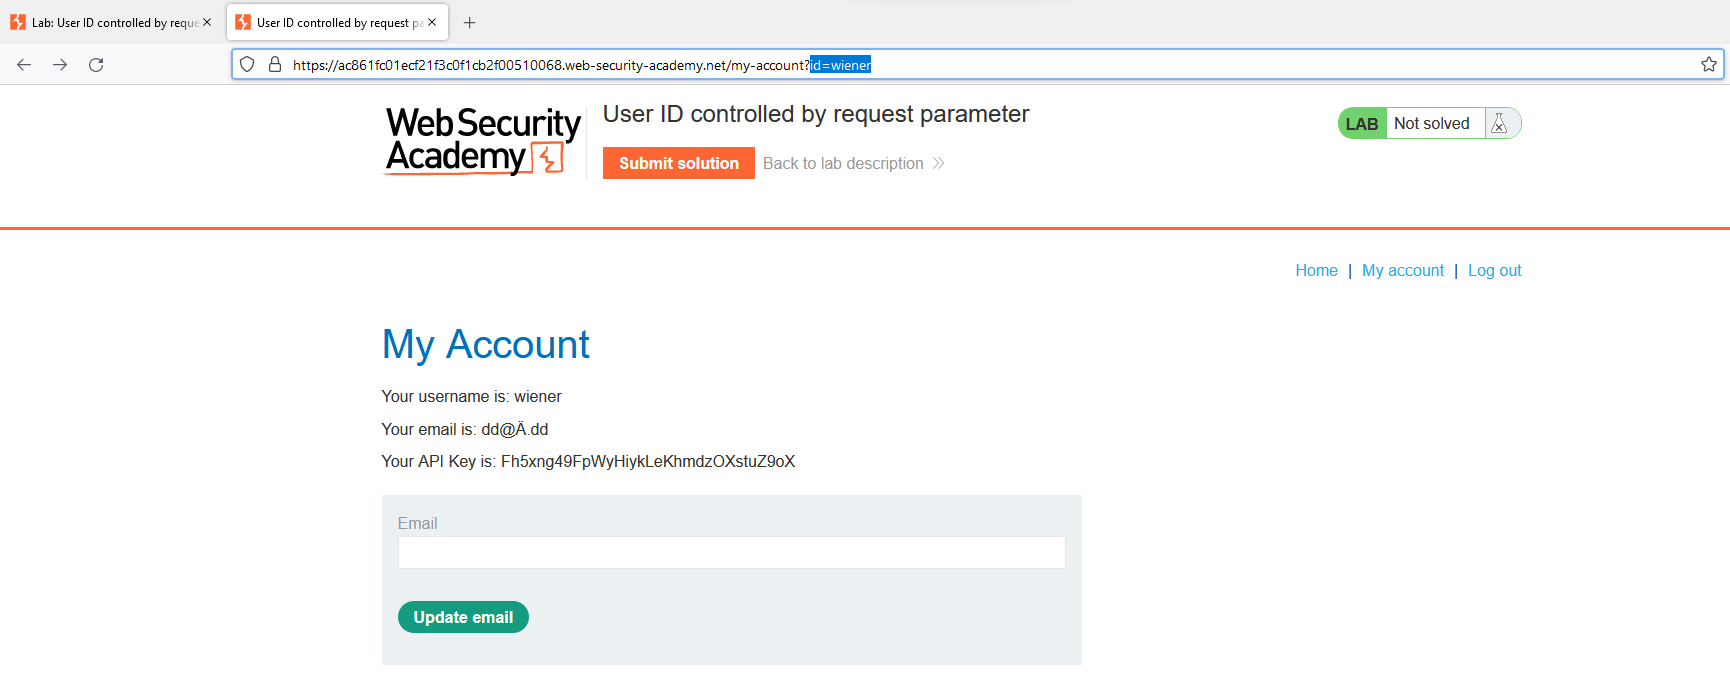 Lab: User ID controlled by reque
User ID controlled by request pa
https://ac861fc01ecf21f3c0f1cb2f00510068.web-security-academy.net/my-account?id=wiener
Web Security
Academy
User ID controlled by request parameter
Submit solution
Back to lab description
LAB
Not solved
Home | My account | Log out
My Account
Your username is: wiener
Your email is: dd@Ä.dd
Your API Key is: Fh5xng49FpWyHiykLeKhmdzOXstuZ9oX
Email
Update email